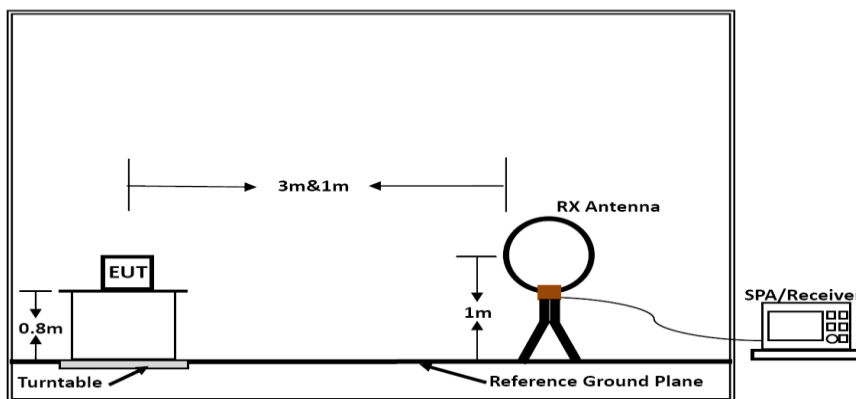 3m&1m
RX Antenna
EUT
0.8m
1m
SPA/Receiver
Turntable
Reference Ground Plane